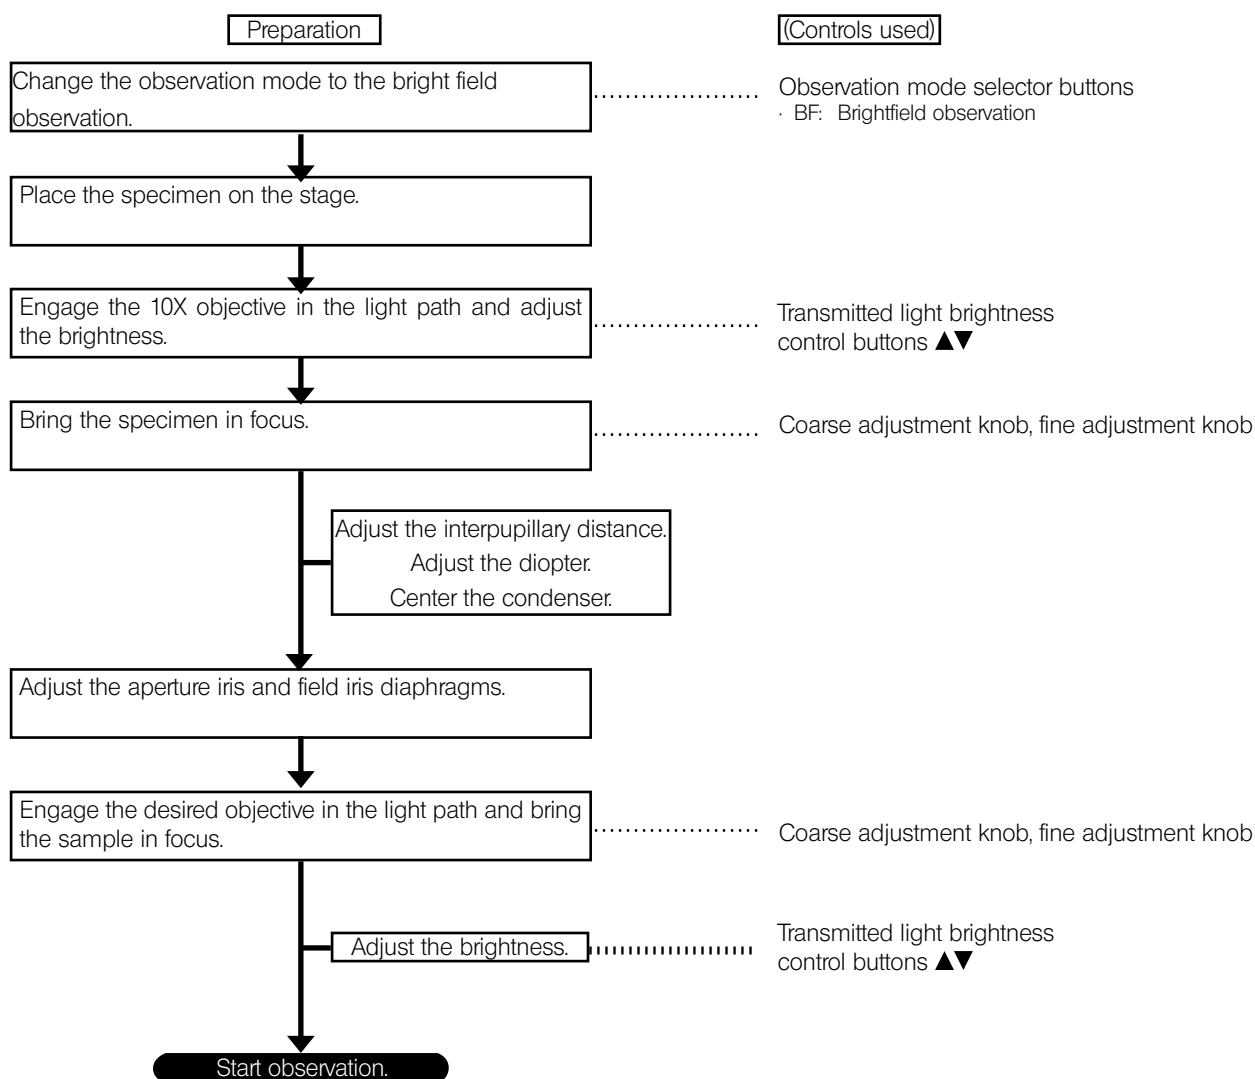 Preparation
(Controls used)
Change the observation mode to the bright field
observation.
Observation mode selector buttons
· BF: Brightfield observation
Place the specimen on the stage.
Engage the 10X objective in the light path and adjust
the brightness.
Transmitted light brightness
control buttons ▲▼
Bring the specimen in focus.
Coarse adjustment knob, fine adjustment knob
Adjust the interpupillary distance.
Adjust the diopter.
Center the condenser.
Adjust the aperture iris and field iris diaphragms.
Engage the desired objective in the light path and bring
the sample in focus.
Coarse adjustment knob, fine adjustment knob
Adjust the brightness.
Transmitted light brightness
control buttons ▲▼
Start observation.